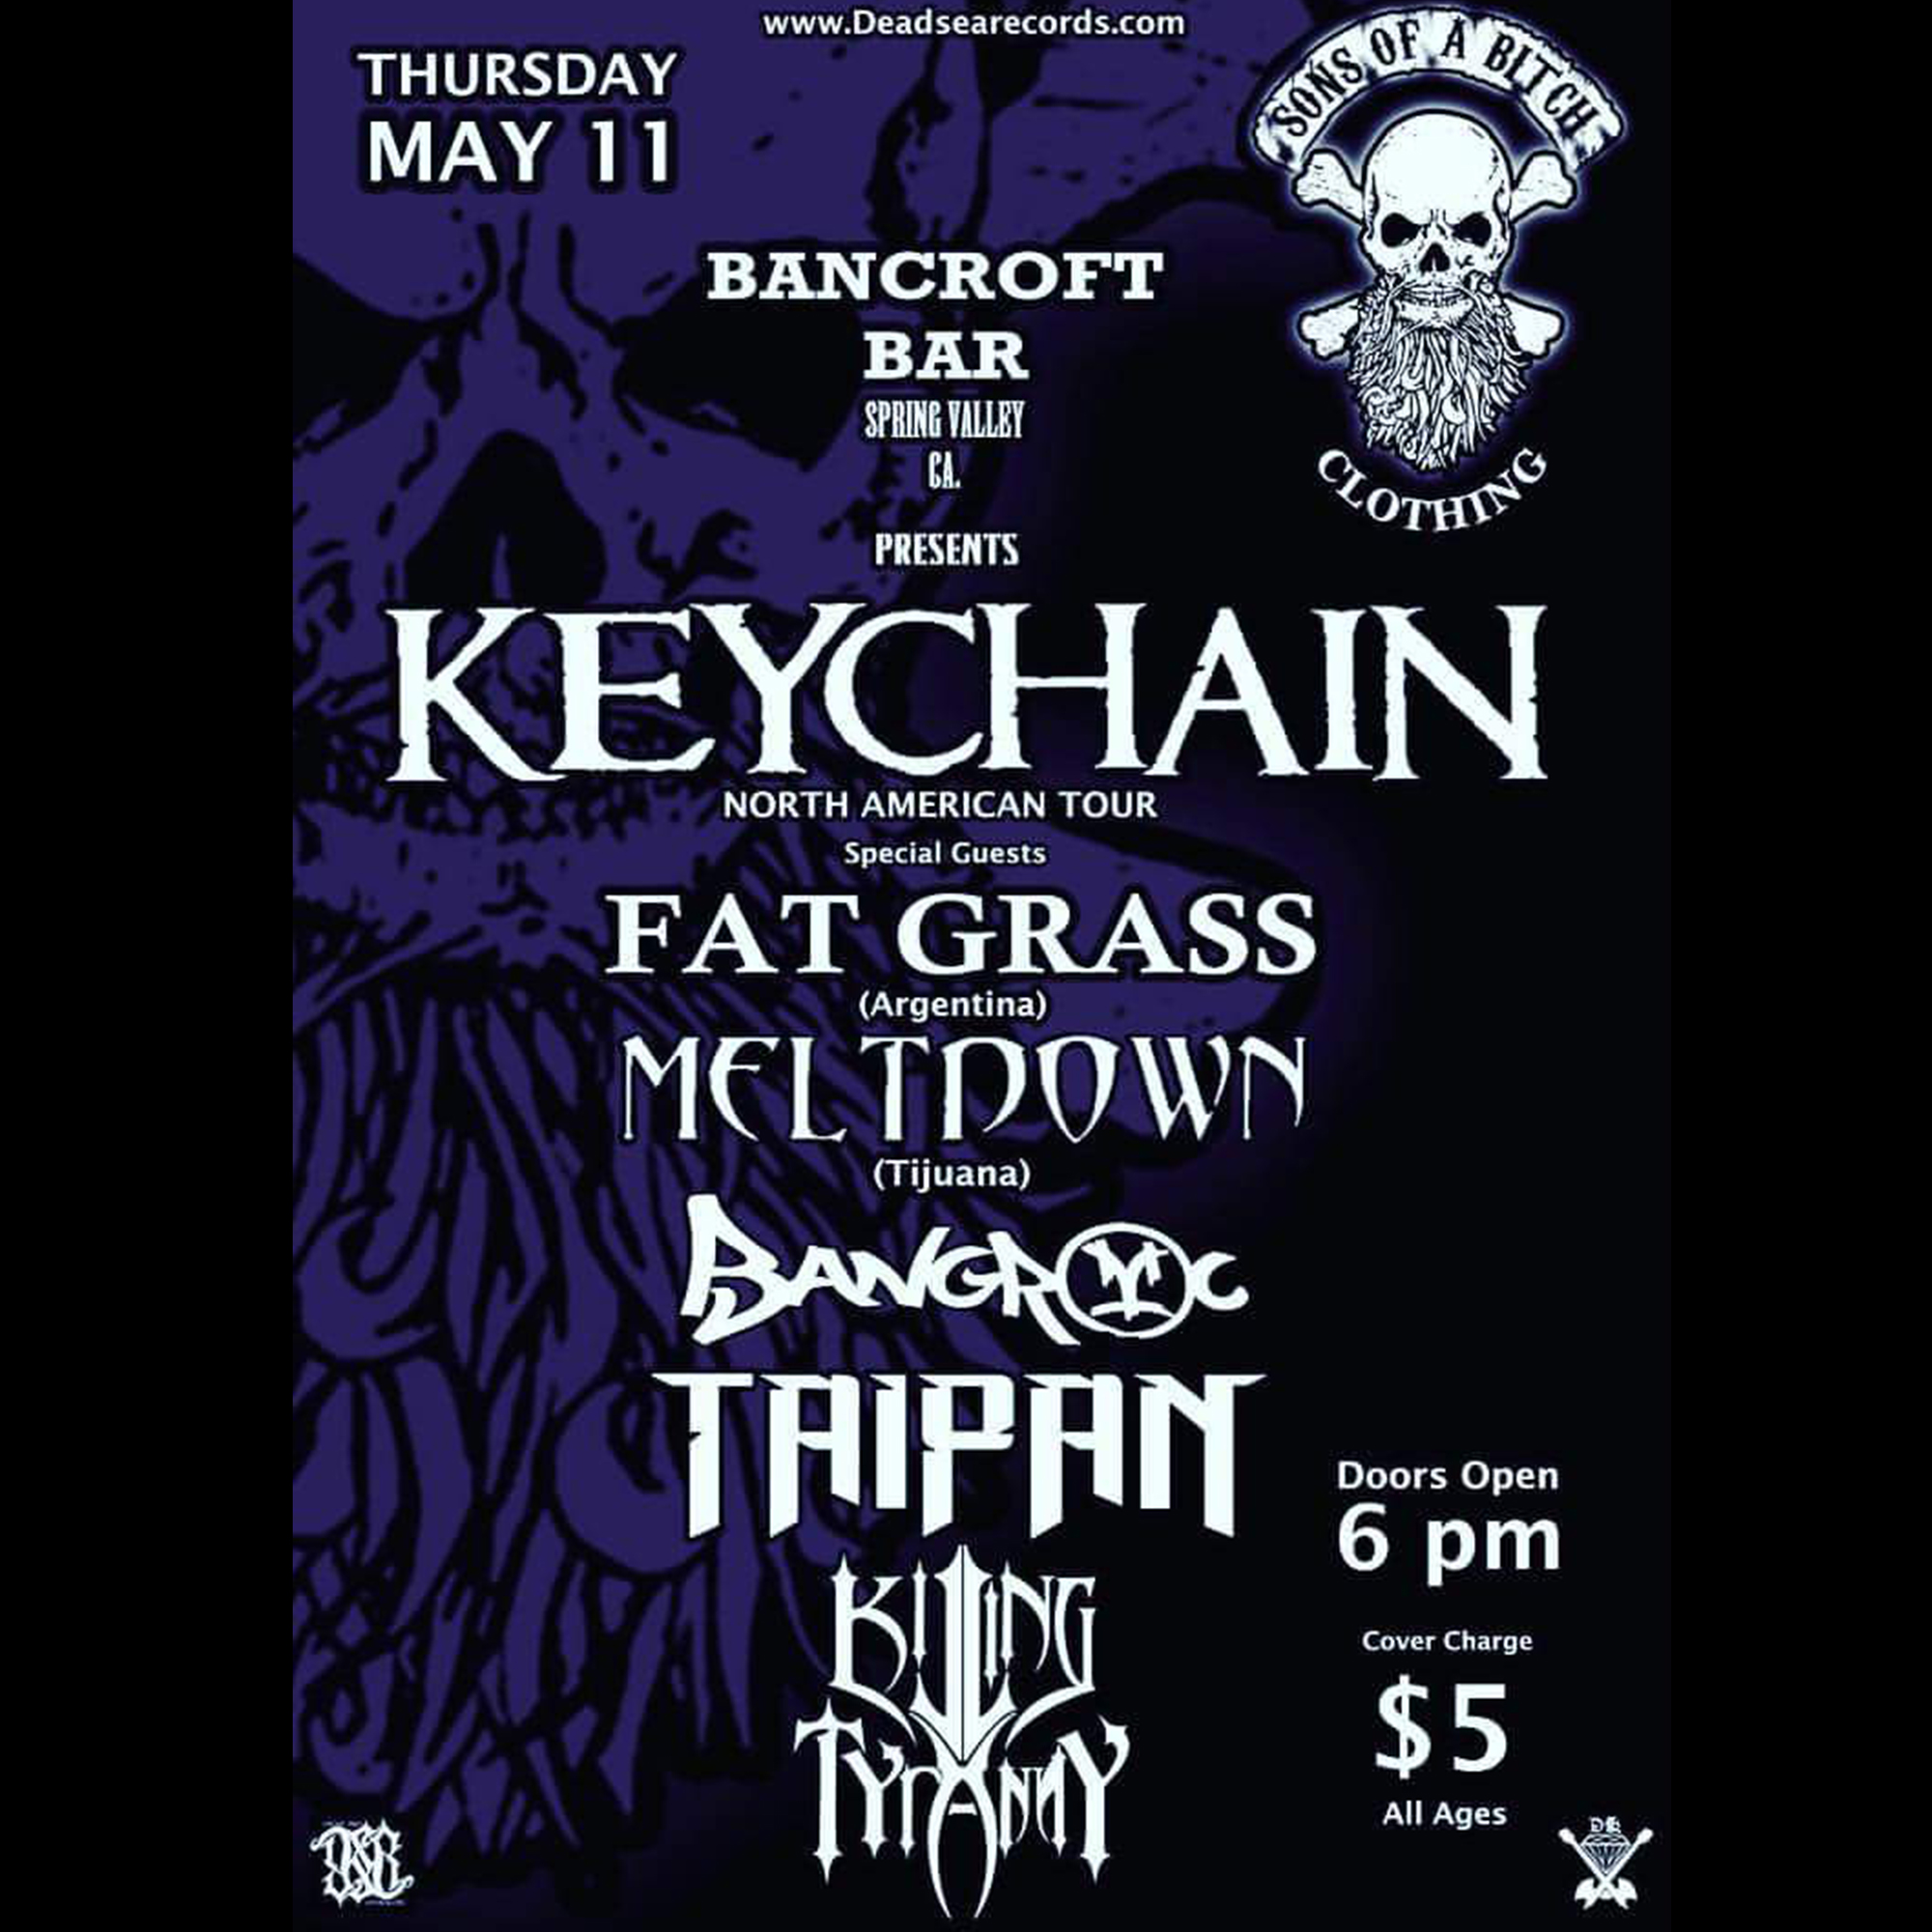 www.Deadsearecords.com
THURSDAY
MAY 11
SONS OF A BITCH
CLOTHING
BANCROFT
BAR
SPRING VALLEY
CA.
PRESENTS
KEYCHAIN
NORTH AMERICAN TOUR
Special Guests
FAT GRASS
(Argentina)
MELTDOWN
(Tijuana)
BANGROC
TAIPAN
KILLING
TYRANNY
Doors Open
6 pm
Cover Charge
$5
All Ages